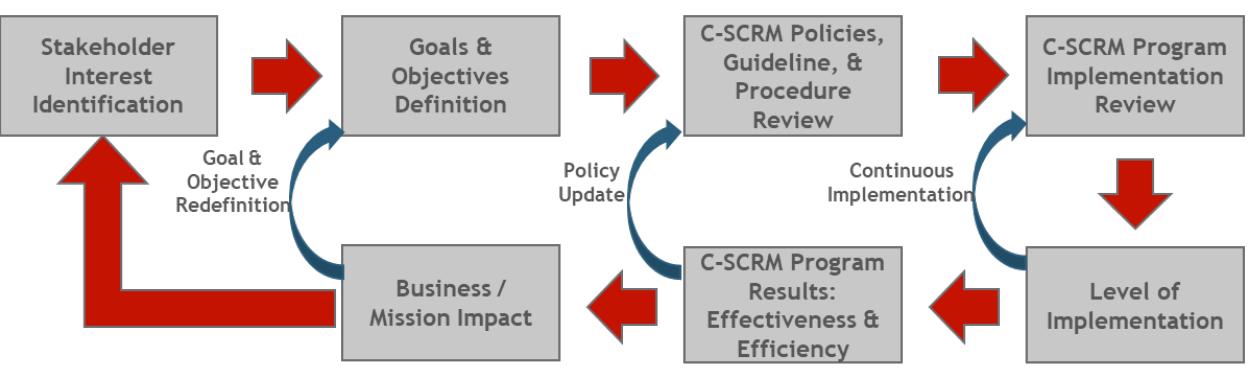 Stakeholder
Interest
Identification
Goals &
Objectives
Definition
C-SCRM Policies,
Guideline, &
Procedure
Review
C-SCRM Program
Implementation
Review
Goal &
Objective
Redefinition
Policy
Update
Continuous
Implementation
Business /
Mission Impact
C-SCRM Program
Results:
Effectiveness &
Efficiency
Level of
Implementation